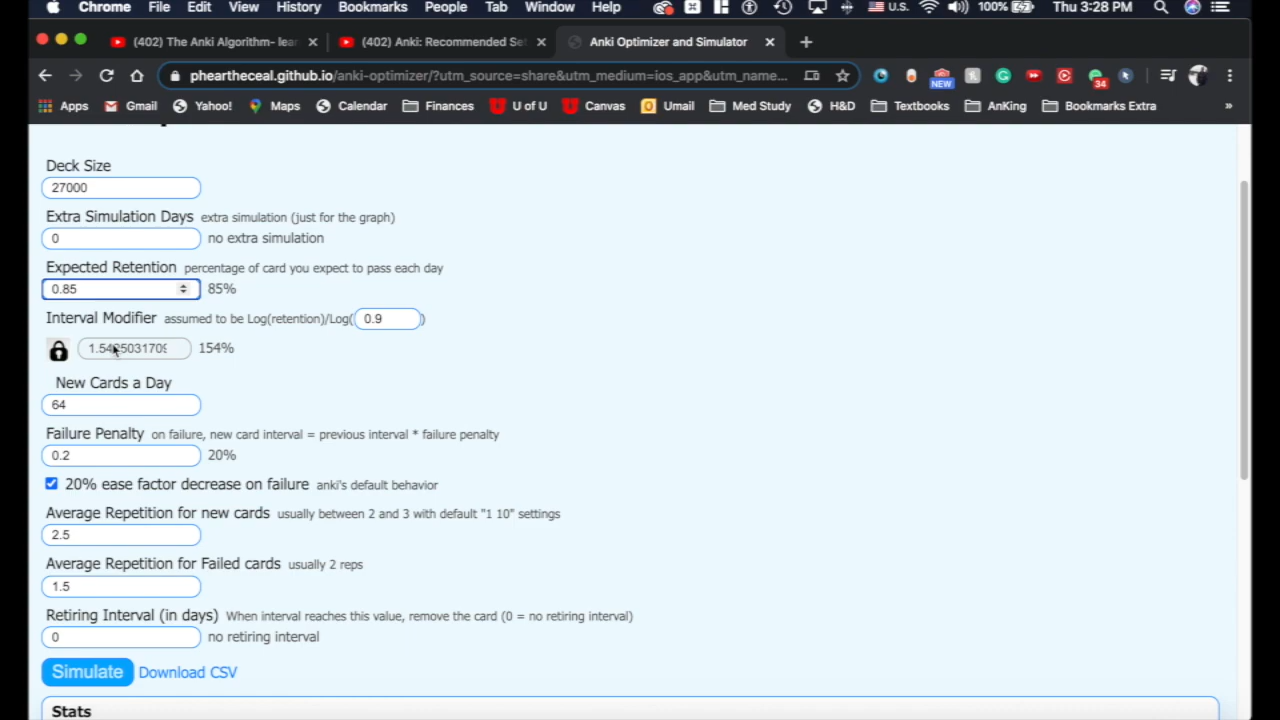 Chrome File Edit View History Bookmarks People Tab Window Help U.S. 100% Thu 3:28 PM
(402) The Anki Algorithm- lea × (402) Anki: Recommended Se × Anki Optimizer and Simulator × +
pheartheceal.github.io/anki-optimizer/?utm_source=share&utm_medium=ios_app&utm_name... NEW 34
Apps Gmail Yahoo! Maps Calendar Finances U of U Canvas Umail Med Study H&D Textbooks AnKing Bookmarks Extra »
Deck Size
27000
Extra Simulation Days extra simulation (just for the graph)
0 no extra simulation
Expected Retention percentage of card you expect to pass each day
0.85 85%
Interval Modifier assumed to be Log(retention)/Log( 0.9 )
154%
New Cards a Day
64
Failure Penalty on failure, new card interval = previous interval * failure penalty
0.2 20%
20% ease factor decrease on failure anki's default behavior
Average Repetition for new cards usually between 2 and 3 with default "1 10" settings
2.5
Average Repetition for Failed cards usually 2 reps
1.5
Retiring Interval (in days) When interval reaches this value, remove the card (0 = no retiring interval)
0 no retiring interval
Simulate Download CSV
Stats